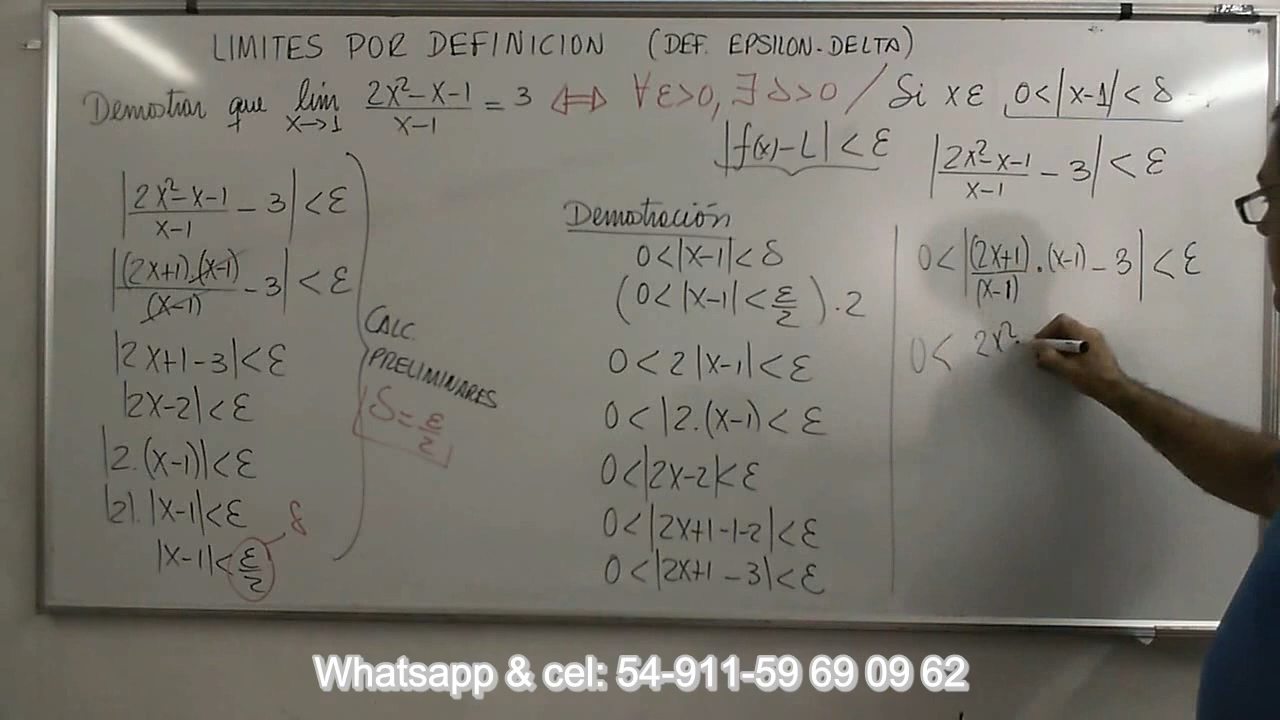 LIMITES POR DEFINICION (DEF. EPSILON-DELTA)
Demostrar que lim x→1 (2x²-x-1)/(x-1) = 3 ⟺ ∀ε>0, ∃δ>0 / Si x∈ 0<|x-1|<δ
|f(x)-L|<ε
|(2x²-x-1)/(x-1) - 3|<ε
|(2x+1).(x-1)/(x-1) - 3|<ε
|2x+1-3|<ε
|2x-2|<ε
|2.(x-1)|<ε
|2|.|x-1|<ε
|x-1|<ε/2
δ
CALC.
PRELIMINARES
δ=ε/2
Demostración
0<|x-1|<δ
(0<|x-1|<ε/2).2
0<2|x-1|<ε
0<|2.(x-1)<ε
0<|2x-2|<ε
0<|2x+1-1-2|<ε
0<|2x+1-3|<ε
|(2x²-x-1)/(x-1) - 3|<ε
0<|(2x+1)/(x-1).(x-1)-3|<ε
0< 2x²-
Whatsapp & cel: 54-911-59 69 09 62